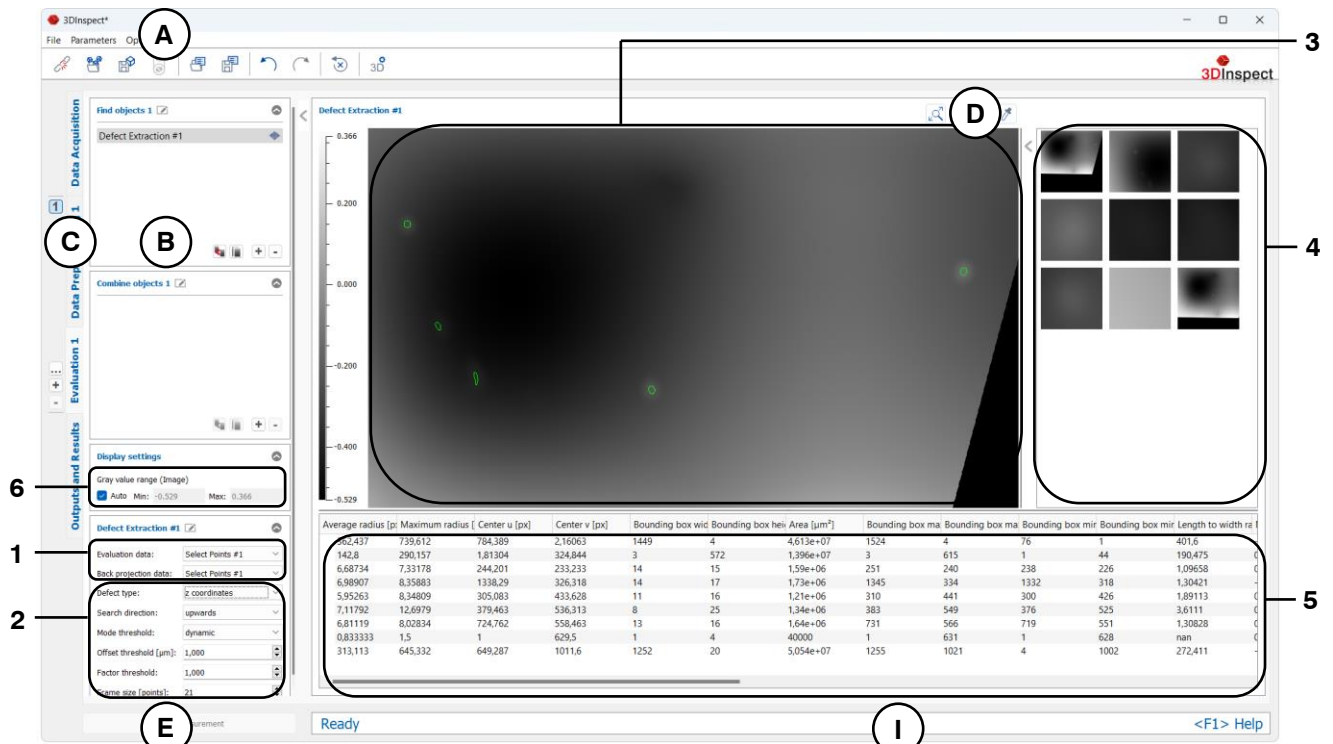 3DInspect*
File Parameters Op
A
3D
3DInspect
3
Data Acquisition
1
Data Prep 1
Evaluation 1
Outputs and Results
...
+
-
C
Find objects 1
Defect Extraction #1
B
+ -
Combine objects 1
+ -
Display settings
Gray value range (Image)
Auto Min: -0.529 Max: 0.366
6
Defect Extraction #1
1
Evaluation data: Select Points #1
Back projection data: Select Points #1
2
Defect type: z coordinates
Search direction: upwards
Mode threshold: dynamic
Offset threshold [µm]: 1,000
Factor threshold: 1,000
Frame size [points]: 21
E
urement
Defect Extraction #1
D
0.366
0.200
0.000
-0.200
-0.400
-0.529
4
Average radius [p Maximum radius [ Center u [px] Center v [px] Bounding box wid Bounding box hei Area [µm²] Bounding box ma Bounding box ma Bounding box mir Bounding box mir Length to width ra
362,437 739,612 784,389 2,16063 1449 4 4,613e+07 1524 4 76 1 401,6
142,8 290,157 1,81304 324,844 3 572 1,396e+07 3 615 1 44 190,475
6,68734 7,33178 244,201 233,233 14 15 1,59e+06 251 240 238 226 1,09658
6,98907 8,35883 1338,29 326,318 14 17 1,73e+06 1345 334 1332 318 1,30421
5,95263 8,34809 305,083 433,628 11 16 1,21e+06 310 441 300 426 1,89113
7,11792 12,6979 379,463 536,313 8 25 1,34e+06 383 549 376 525 3,6111
6,81119 8,02834 724,762 558,463 13 16 1,64e+06 731 566 719 551 1,30828
0,833333 1,5 1 629,5 1 4 40000 1 631 1 628 nan
313,113 645,332 649,287 1011,6 1252 20 5,054e+07 1255 1021 4 1002 272,411
5
Ready
I
<F1> Help